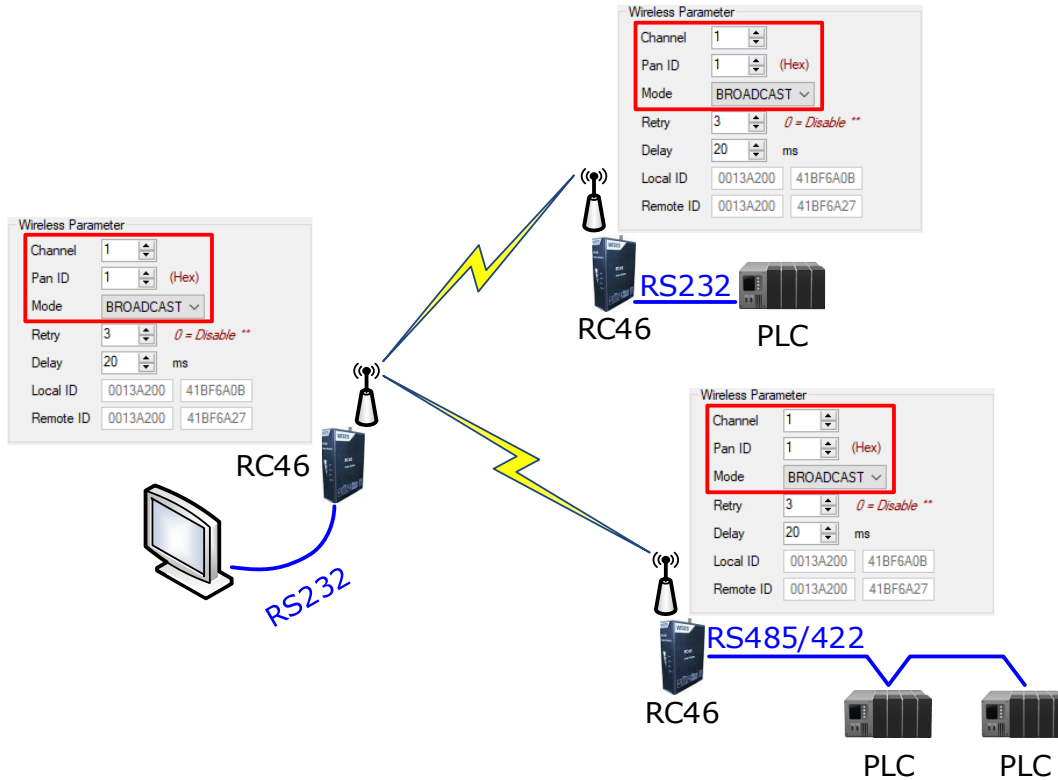 Wireless Parameter
Channel 1
Pan ID 1 (Hex)
Mode BROADCAST
Retry 3 0 = Disable **
Delay 20 ms
Local ID 0013A200 41BF6A0B
Remote ID 0013A200 41BF6A27
RS232
RC46
PLC
Wireless Parameter
Channel 1
Pan ID 1 (Hex)
Mode BROADCAST
Retry 3 0 = Disable **
Delay 20 ms
Local ID 0013A200 41BF6A0B
Remote ID 0013A200 41BF6A27
RC46
RS232
Wireless Parameter
Channel 1
Pan ID 1 (Hex)
Mode BROADCAST
Retry 3 0 = Disable **
Delay 20 ms
Local ID 0013A200 41BF6A0B
Remote ID 0013A200 41BF6A27
RS485/422
RC46
PLC
PLC